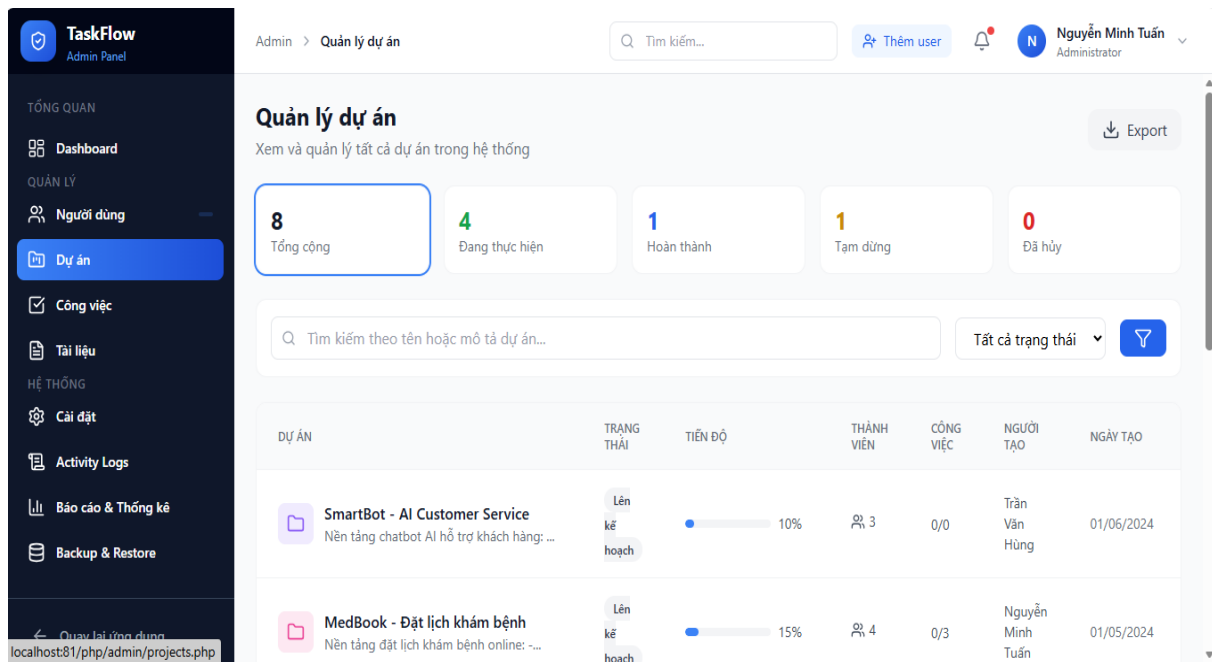 TaskFlow
Admin Panel
Admin > Quản lý dự án
Tìm kiếm...
Thêm user
N
Nguyễn Minh Tuấn
Administrator
TỔNG QUAN
Dashboard
QUẢN LÝ
Người dùng
Dự án
Công việc
Tài liệu
HỆ THỐNG
Cài đặt
Activity Logs
Báo cáo & Thống kê
Backup & Restore
Quay lại ứng dụng
localhost:81/php/admin/projects.php
Quản lý dự án
Xem và quản lý tất cả dự án trong hệ thống
Export
8
Tổng cộng
4
Đang thực hiện
1
Hoàn thành
1
Tạm dừng
0
Đã hủy
Tìm kiếm theo tên hoặc mô tả dự án...
Tất cả trạng thái
DỰ ÁN
TRẠNG
THÁI
TIẾN ĐỘ
THÀNH
VIÊN
CÔNG
VIỆC
NGƯỜI
TẠO
NGÀY TẠO
SmartBot - AI Customer Service
Nền tảng chatbot AI hỗ trợ khách hàng: ...
Lên
kế
hoạch
10%
3
0/0
Trần
Văn
Hùng
01/06/2024
MedBook - Đặt lịch khám bệnh
Nền tảng đặt lịch khám bệnh online: -...
Lên
kế
hoạch
15%
4
0/3
Nguyễn
Minh
Tuấn
01/05/2024